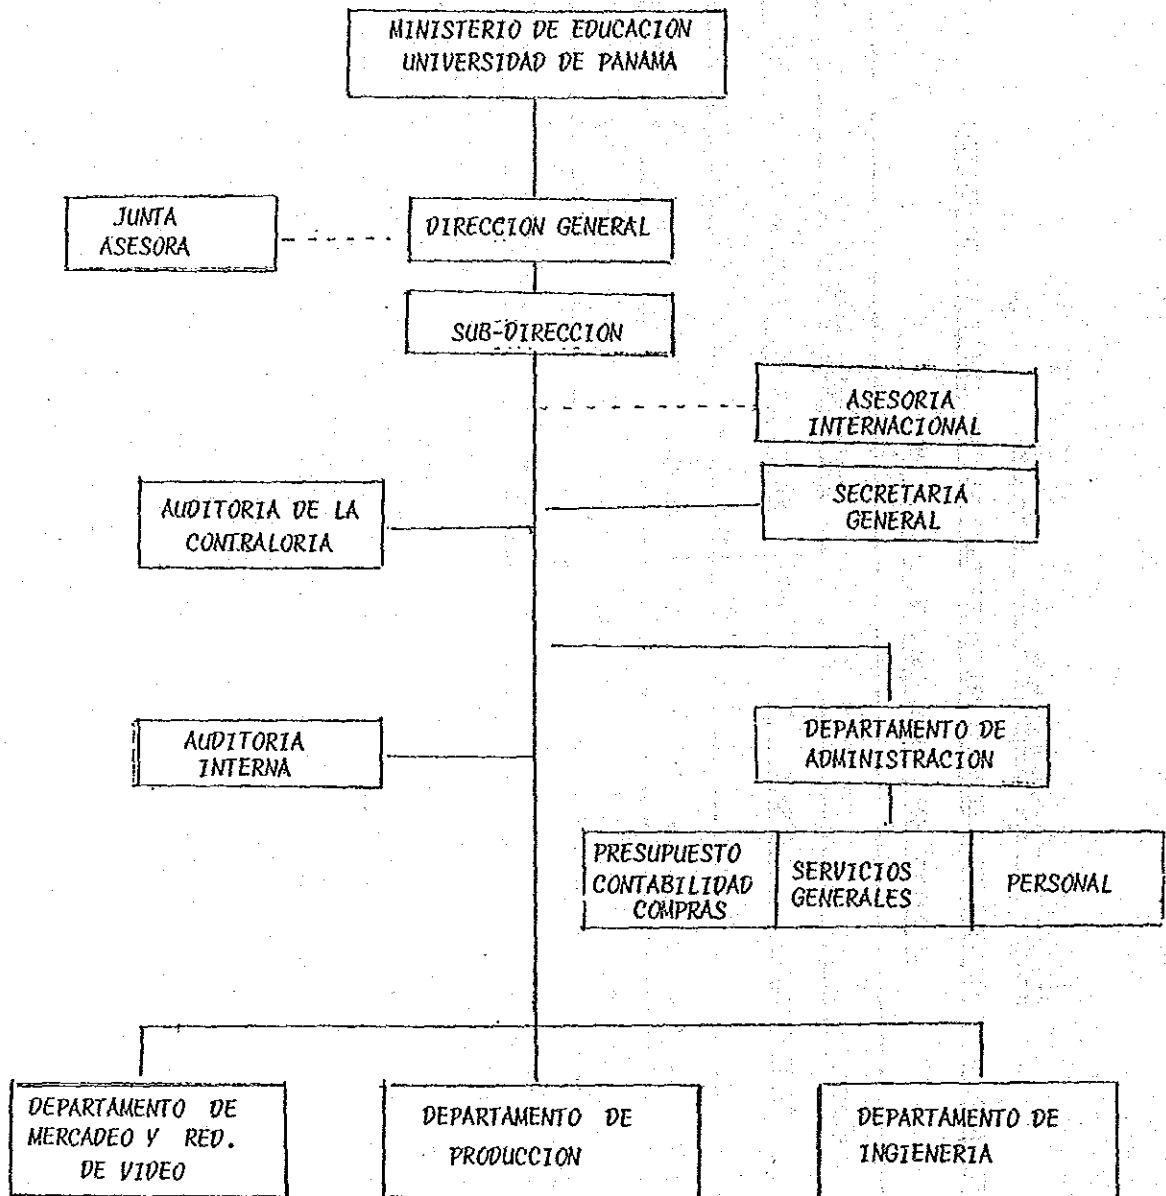 MINISTERIO DE EDUCACION
UNIVERSIDAD DE PANAMA
JUNTA
ASESORA
DIRECCION GENERAL
SUB-DIRECCION
ASESORIA
INTERNACIONAL
SECRETARIA
GENERAL
AUDITORIA DE LA
CONTRALORIA
DEPARTAMENTO DE
ADMINISTRACION
AUDITORIA
INTERNA
PRESUPUESTO
CONTABILIDAD
COMPRAS
SERVICIOS
GENERALES
PERSONAL
DEPARTAMENTO DE
MERCADEO Y RED.
DE VIDEO
DEPARTAMENTO DE
PRODUCCION
DEPARTAMENTO DE
INGIENERIA